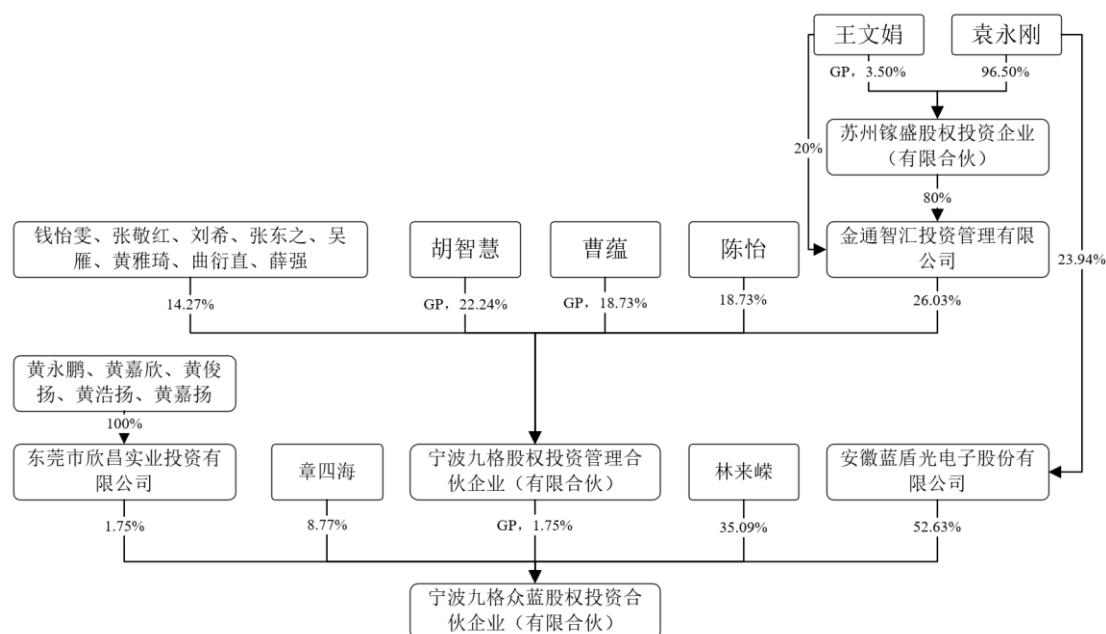 王文娟
袁永刚
GP，3.50%
96.50%
苏州镓盛股权投资企业
（有限合伙）
20%
80%
钱怡雯、张敬红、刘希、张东之、吴
雁、黄雅琦、曲衍直、薛强
胡智慧
曹蕴
陈怡
金通智汇投资管理有限
公司
23.94%
14.27%
GP，22.24%
GP，18.73%
18.73%
26.03%
黄永鹏、黄嘉欣、黄俊
扬、黄浩扬、黄嘉扬
100%
东莞市欣昌实业投资有
限公司
章四海
宁波九格股权投资管理合
伙企业（有限合伙）
林来嵘
安徽蓝盾光电子股份有
限公司
1.75%
8.77%
GP，1.75%
35.09%
52.63%
宁波九格众蓝股权投资合
伙企业（有限合伙）